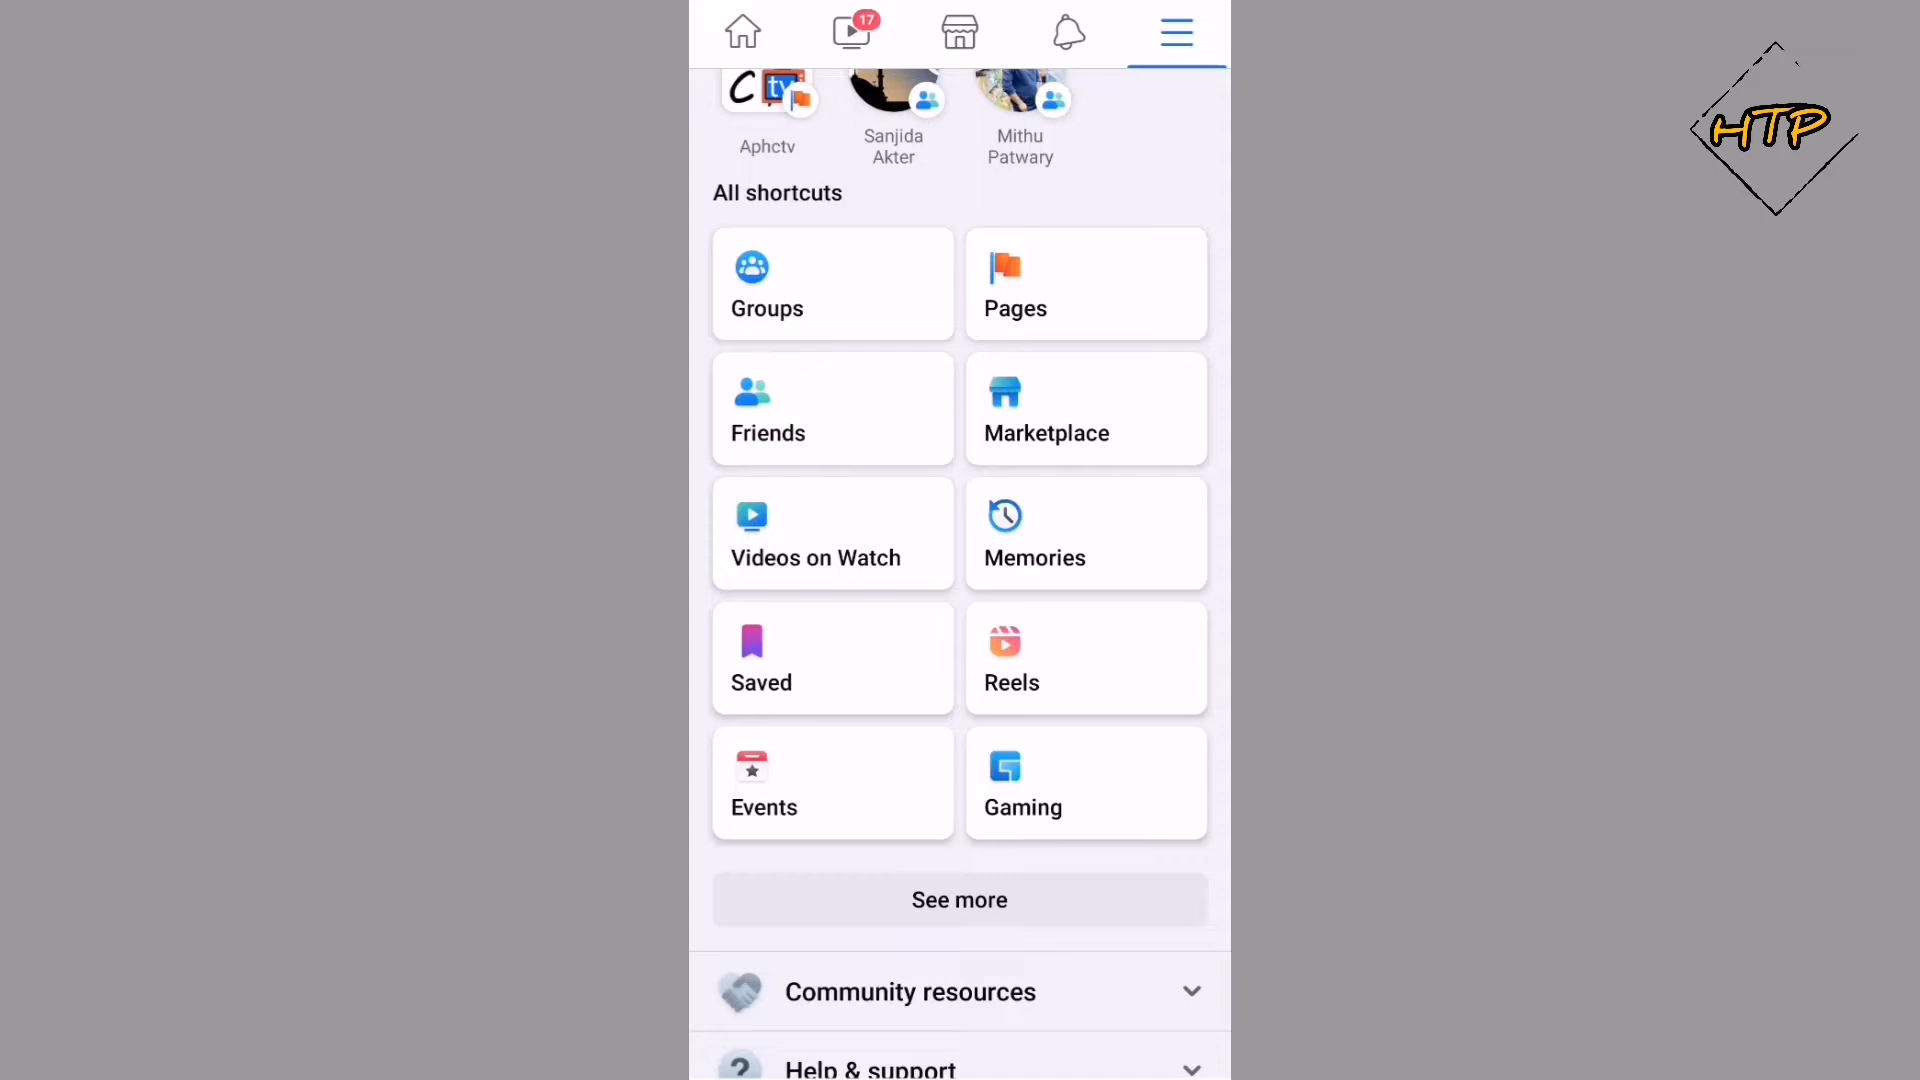 17
C tv
Aphctv
Sanjida
Akter
Mithu
Patwary
All shortcuts
Groups
Pages
Friends
Marketplace
Videos on Watch
Memories
Saved
Reels
Events
Gaming
See more
Community resources
Help & support
HTP